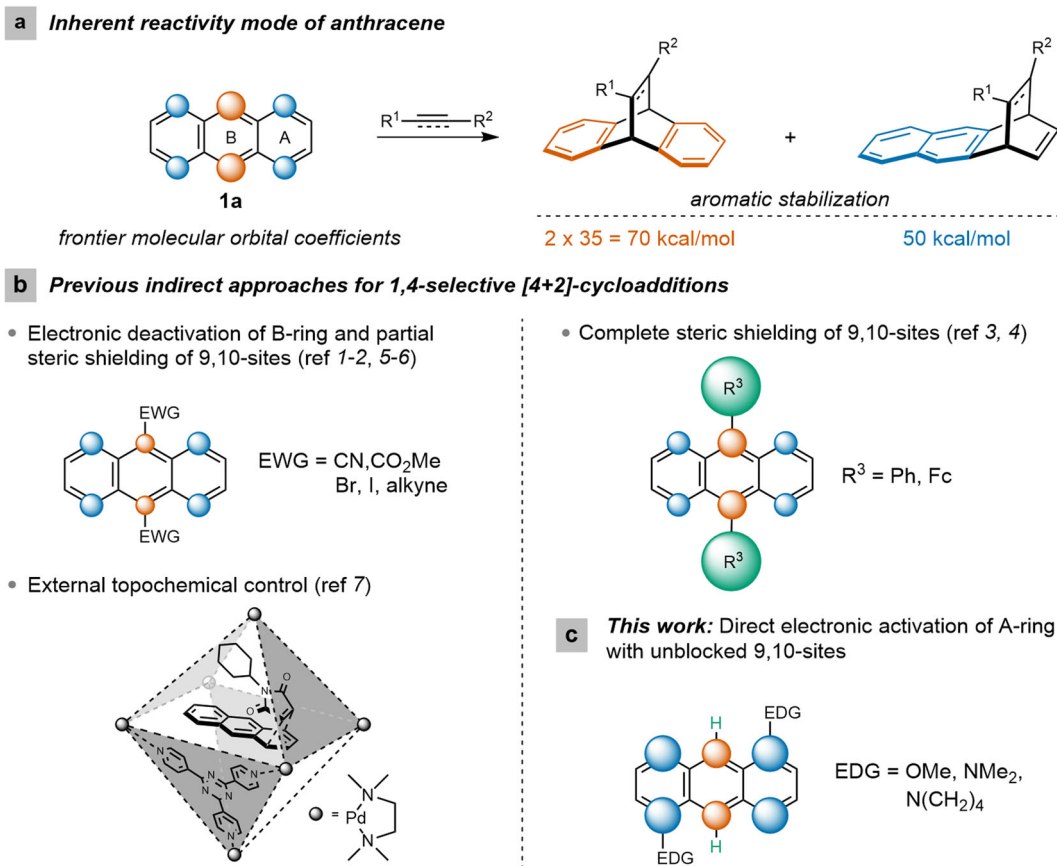 a Inherent reactivity mode of anthracene
B A
1a
frontier molecular orbital coefficients
R1 R2
R1 R2
+
R1 R2
aromatic stabilization
2 x 35 = 70 kcal/mol
50 kcal/mol
b Previous indirect approaches for 1,4-selective [4+2]-cycloadditions
• Electronic deactivation of B-ring and partial
steric shielding of 9,10-sites (ref 1-2, 5-6)
EWG
EWG
EWG = CN,CO2Me
Br, I, alkyne
• External topochemical control (ref 7)
N O
O
N N N
N N N
= Pd N N
• Complete steric shielding of 9,10-sites (ref 3, 4)
R3
R3
R3 = Ph, Fc
c This work: Direct electronic activation of A-ring
with unblocked 9,10-sites
H EDG
EDG H
EDG = OMe, NMe2,
N(CH2)4